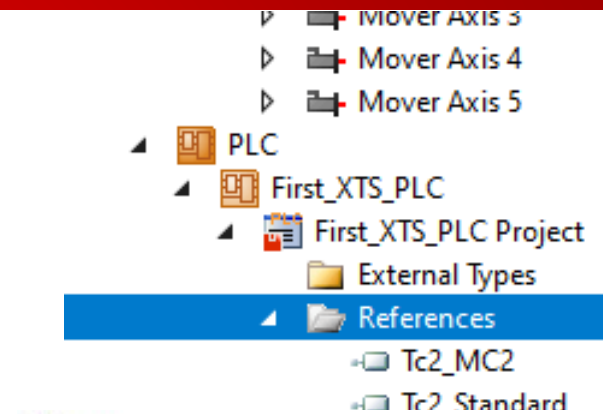 Mover Axis 3
Mover Axis 4
Mover Axis 5
PLC
First_XTS_PLC
First_XTS_PLC Project
External Types
References
Tc2_MC2
Tc2_Standard